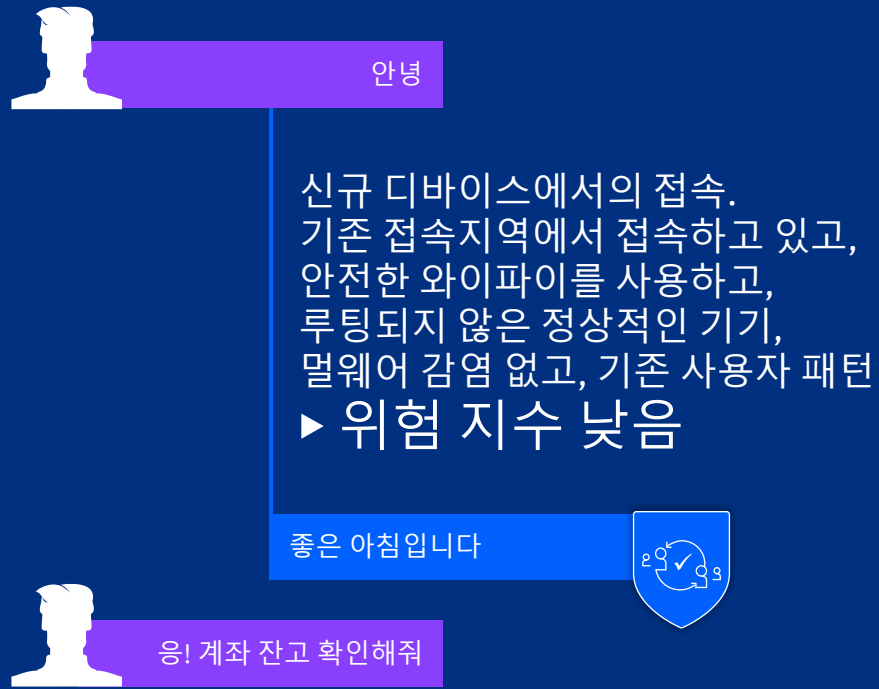 안녕
신규 디바이스에서의 접속.
기존 접속지역에서 접속하고 있고,
안전한 와이파이를 사용하고,
루팅되지 않은 정상적인 기기,
멀웨어 감염 없고, 기존 사용자 패턴
▶ 위험 지수 낮음
좋은 아침입니다
응! 계좌 잔고 확인해줘